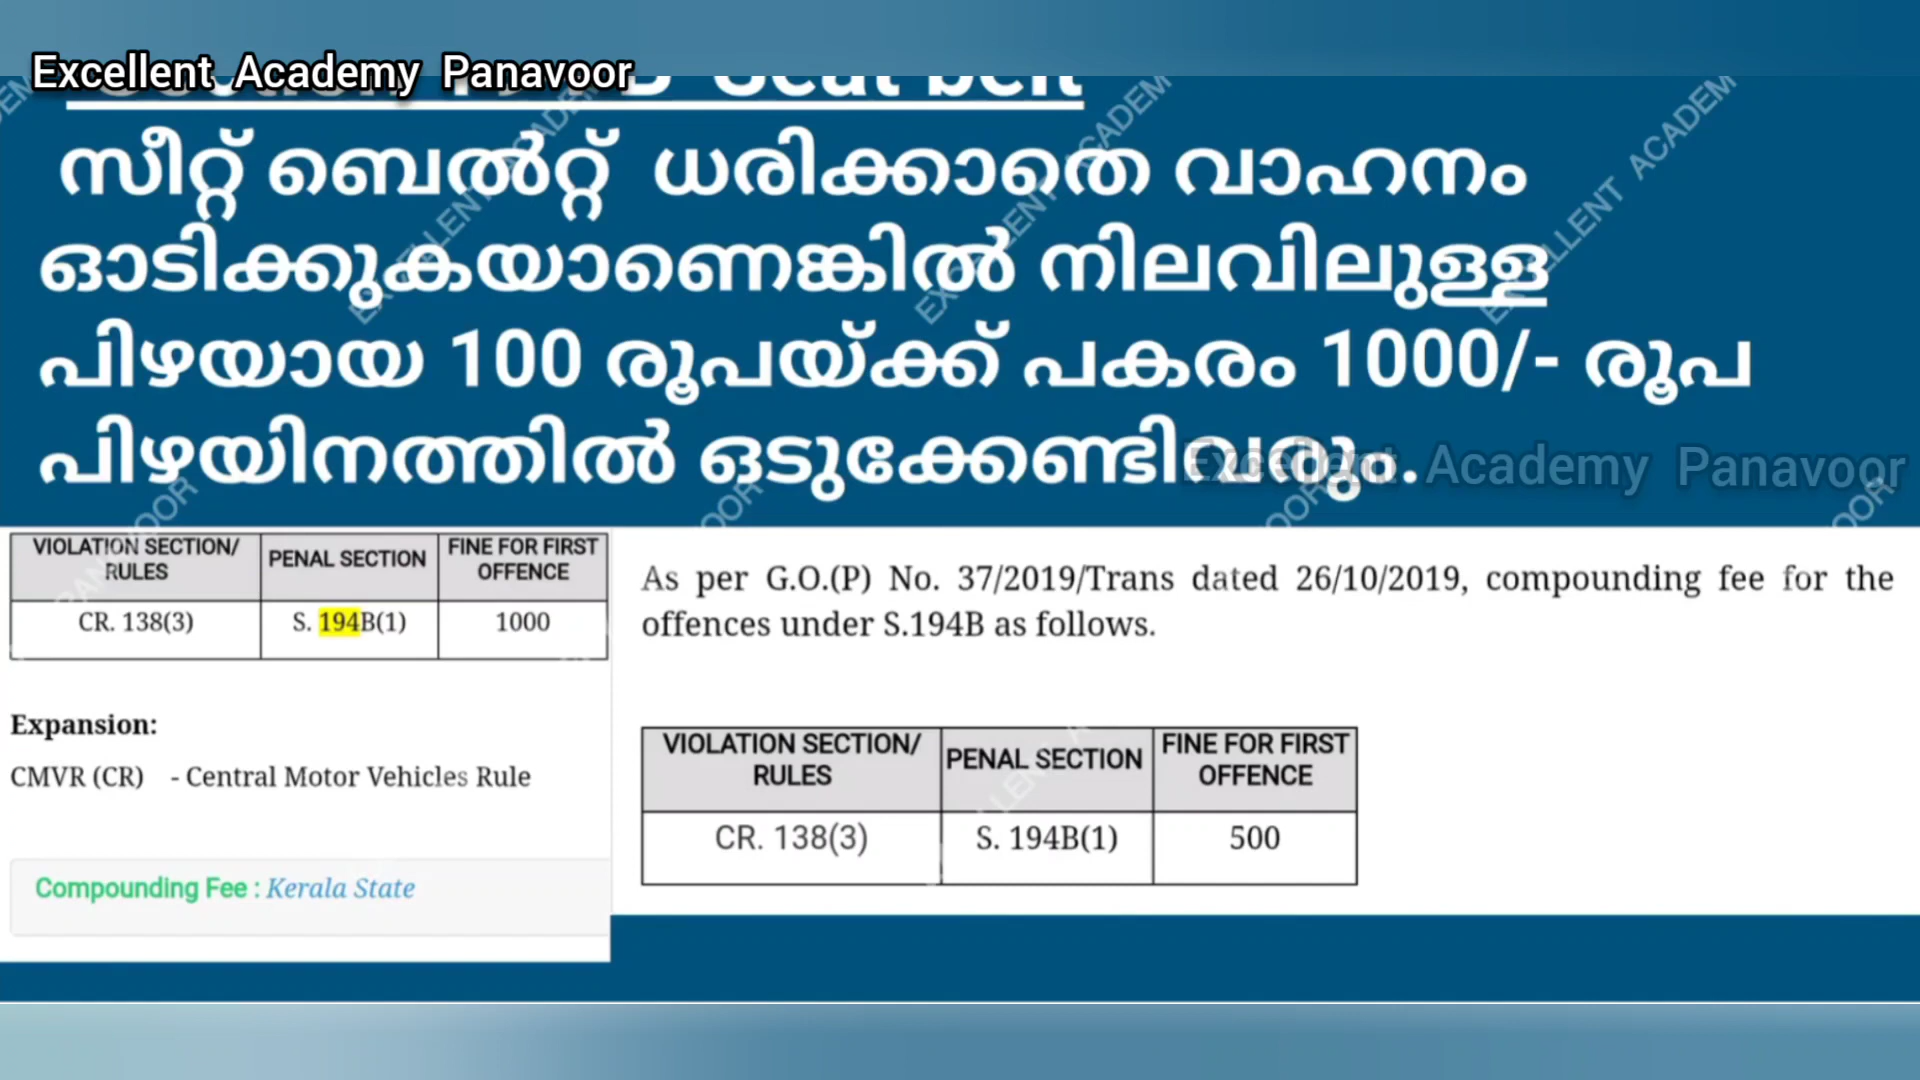 Excellent Academy Panavoor
Seat belt
സീറ്റ് ബെൽറ്റ് ധരിക്കാതെ വാഹനം
ഓടിക്കുകയാണെങ്കിൽ നിലവിലുള്ള
പിഴയായ 100 രൂപയ്ക്ക് പകരം 1000/- രൂപ
പിഴയിനത്തിൽ ഒടുക്കേണ്ടിവരും.
Excellent Academy Panavoor
VIOLATION SECTION/ RULES PENAL SECTION FINE FOR FIRST OFFENCE
CR. 138(3) S. 194B(1) 1000
Expansion:
CMVR (CR) - Central Motor Vehicles Rule
Compounding Fee : Kerala State
As per G.O.(P) No. 37/2019/Trans dated 26/10/2019, compounding fee for the
offences under S.194B as follows.
VIOLATION SECTION/ RULES PENAL SECTION FINE FOR FIRST OFFENCE
CR. 138(3) S. 194B(1) 500